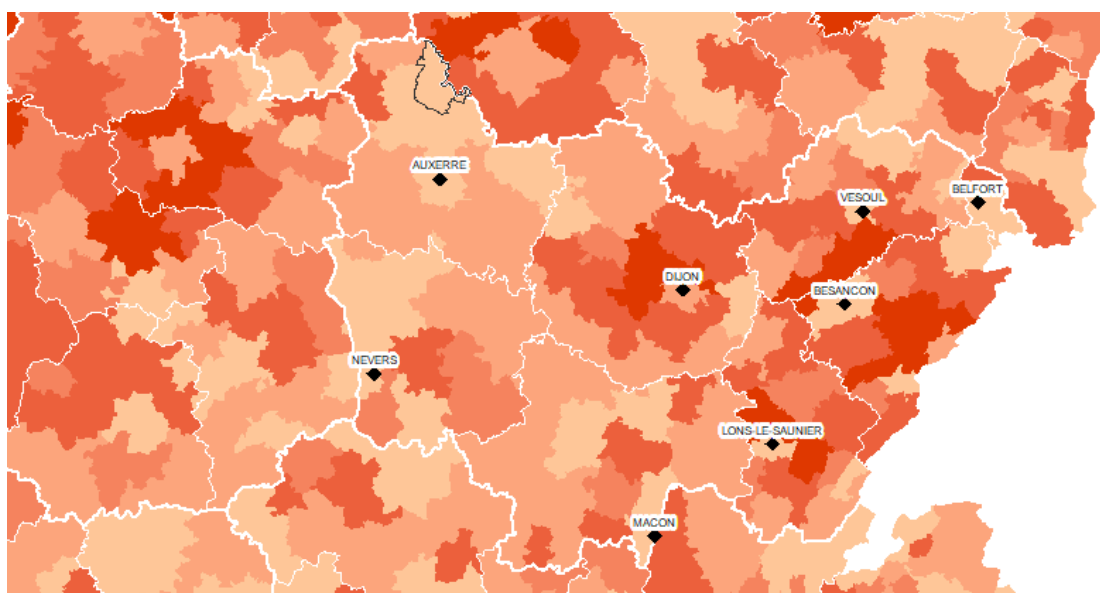 AUXERRE
BELFORT
VESOUL
DIJON
BESANCON
NEVERS
LONS-LE-SAUNIER
MACON